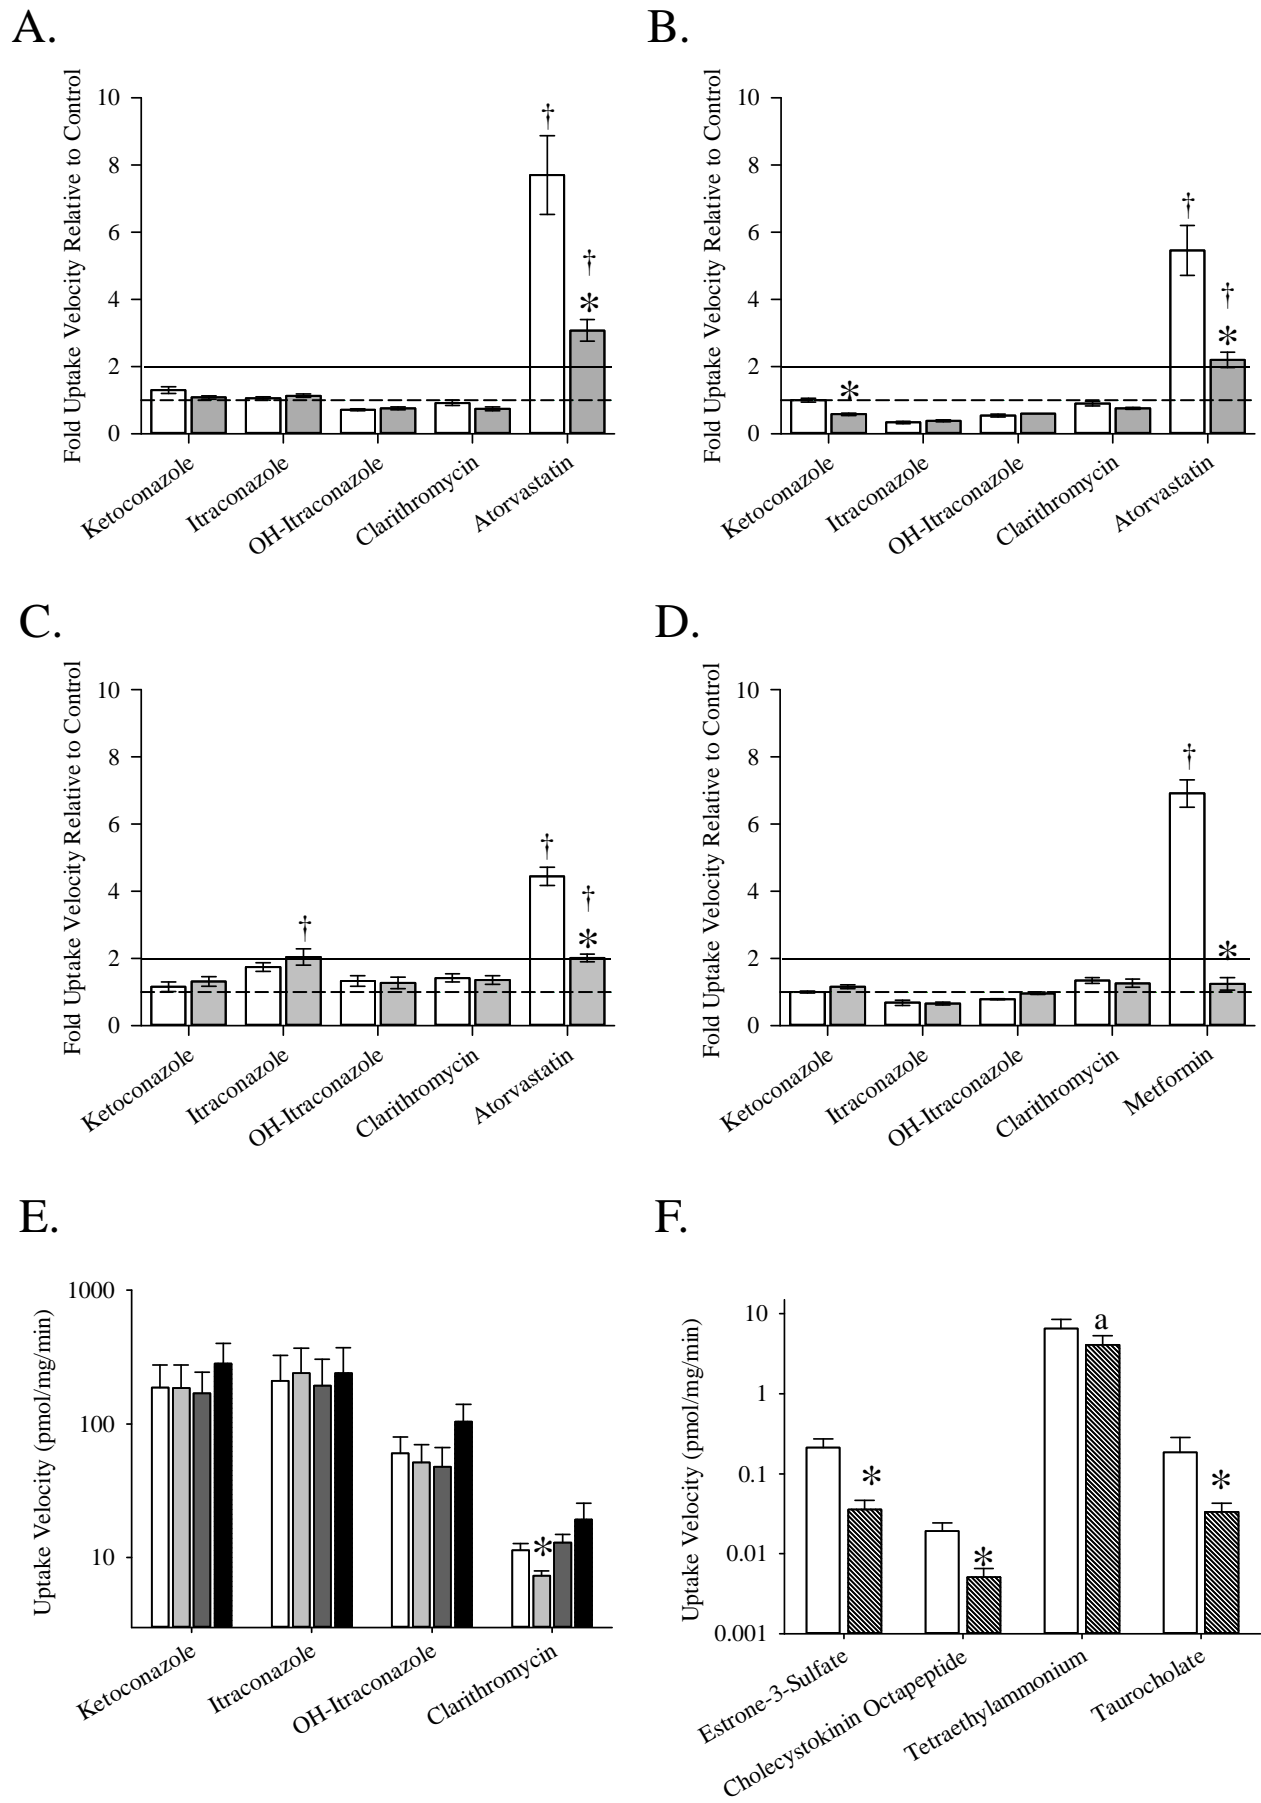 A.
Fold Uptake Velocity Relative to Control
10
8
6
4
2
0
†
†
*
Ketoconazole
Itraconazole
OH-Itraconazole
Clarithromycin
Atorvastatin
B.
Fold Uptake Velocity Relative to Control
10
8
6
4
2
0
*
†
†
*
Ketoconazole
Itraconazole
OH-Itraconazole
Clarithromycin
Atorvastatin
C.
Fold Uptake Velocity Relative to Control
10
8
6
4
2
0
†
†
†
*
Ketoconazole
Itraconazole
OH-Itraconazole
Clarithromycin
Atorvastatin
D.
Fold Uptake Velocity Relative to Control
10
8
6
4
2
0
†
*
Ketoconazole
Itraconazole
OH-Itraconazole
Clarithromycin
Metformin
E.
Uptake Velocity (pmol/mg/min)
1000
100
10
*
Ketoconazole
Itraconazole
OH-Itraconazole
Clarithromycin
F.
Uptake Velocity (pmol/mg/min)
10
1
0.1
0.01
0.001
*
*
a
*
Estrone-3-Sulfate
Cholecystokinin Octapeptide
Tetraethylammonium
Taurocholate